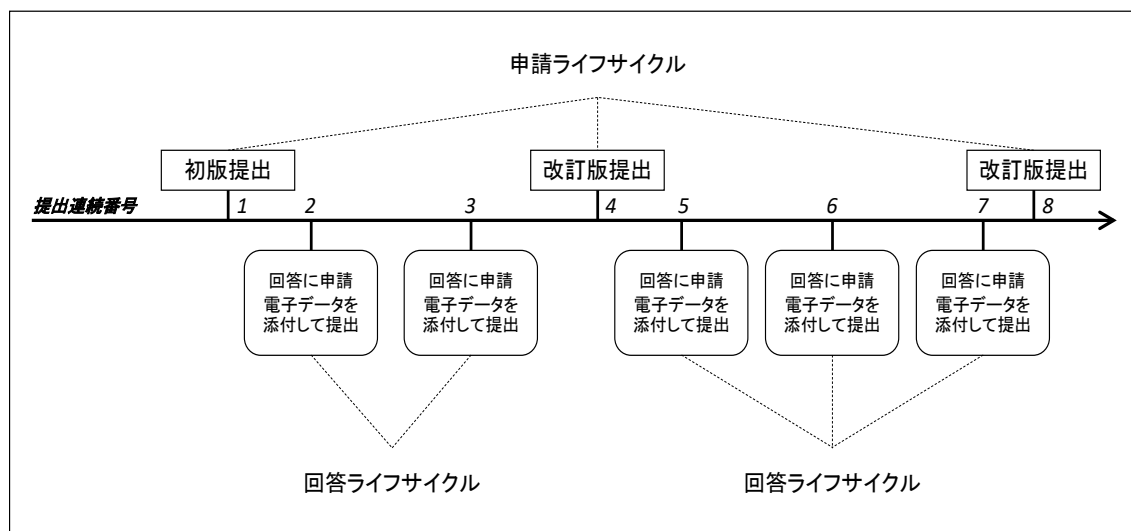 申請ライフサイクル
初版提出
改訂版提出
改訂版提出
提出連続番号
1
2
3
4
5
6
7
8
回答に申請
電子データを
添付して提出
回答に申請
電子データを
添付して提出
回答に申請
電子データを
添付して提出
回答に申請
電子データを
添付して提出
回答に申請
電子データを
添付して提出
回答ライフサイクル
回答ライフサイクル